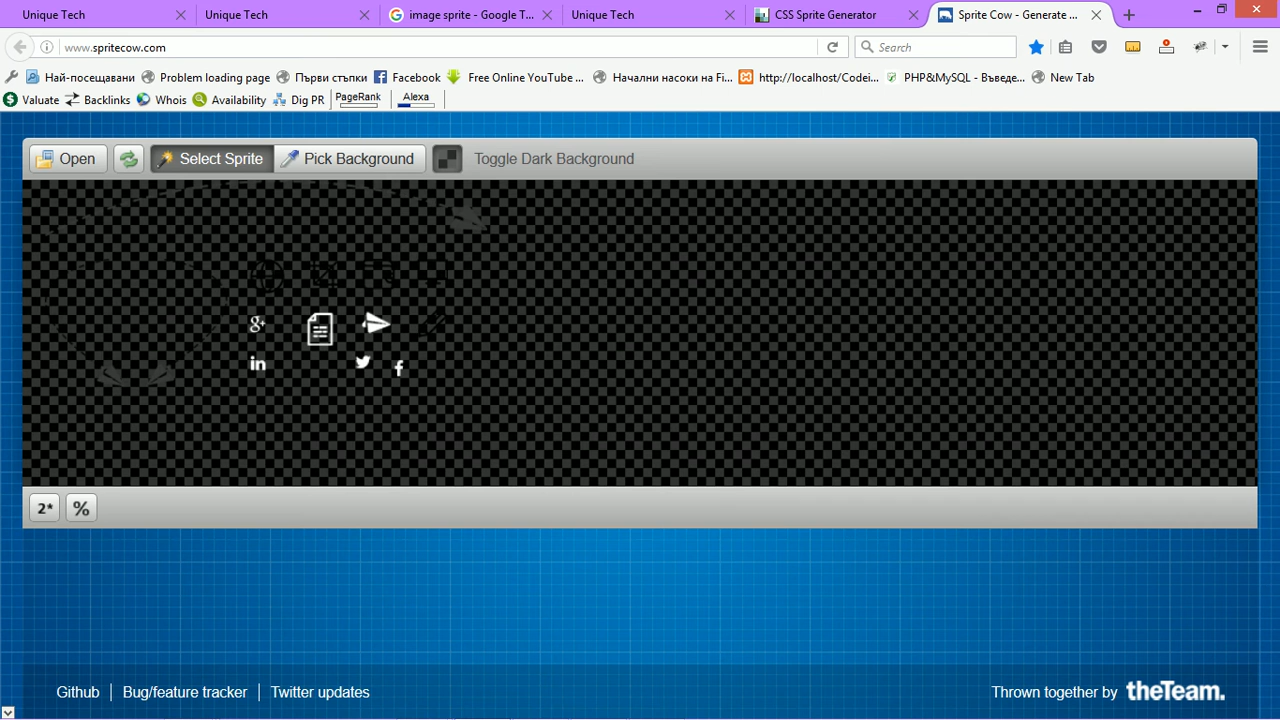 Unique Tech
Unique Tech
image sprite - Google T...
Unique Tech
CSS Sprite Generator
Sprite Cow - Generate ...
www.spritecow.com
Search
Най-посещавани
Problem loading page
Първи стъпки
Facebook
Free Online YouTube ...
Начални насоки на Fi...
http://localhost/Codei...
PHP&MySQL - Въведе...
New Tab
Valuate
Backlinks
Whois
Availability
Dig PR
PageRank
Alexa
Open
Select Sprite
Pick Background
Toggle Dark Background
g+
in
f
2*
%
Github
Bug/feature tracker
Twitter updates
Thrown together by theTeam.